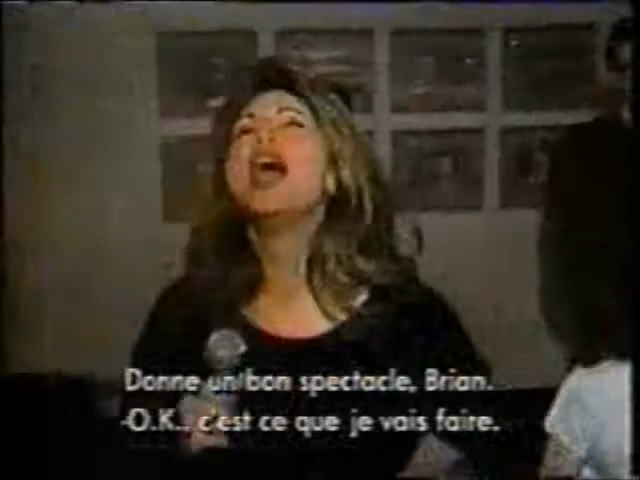 Donne un bon spectacle, Brian.
-O.K., c'est ce que je vais faire.